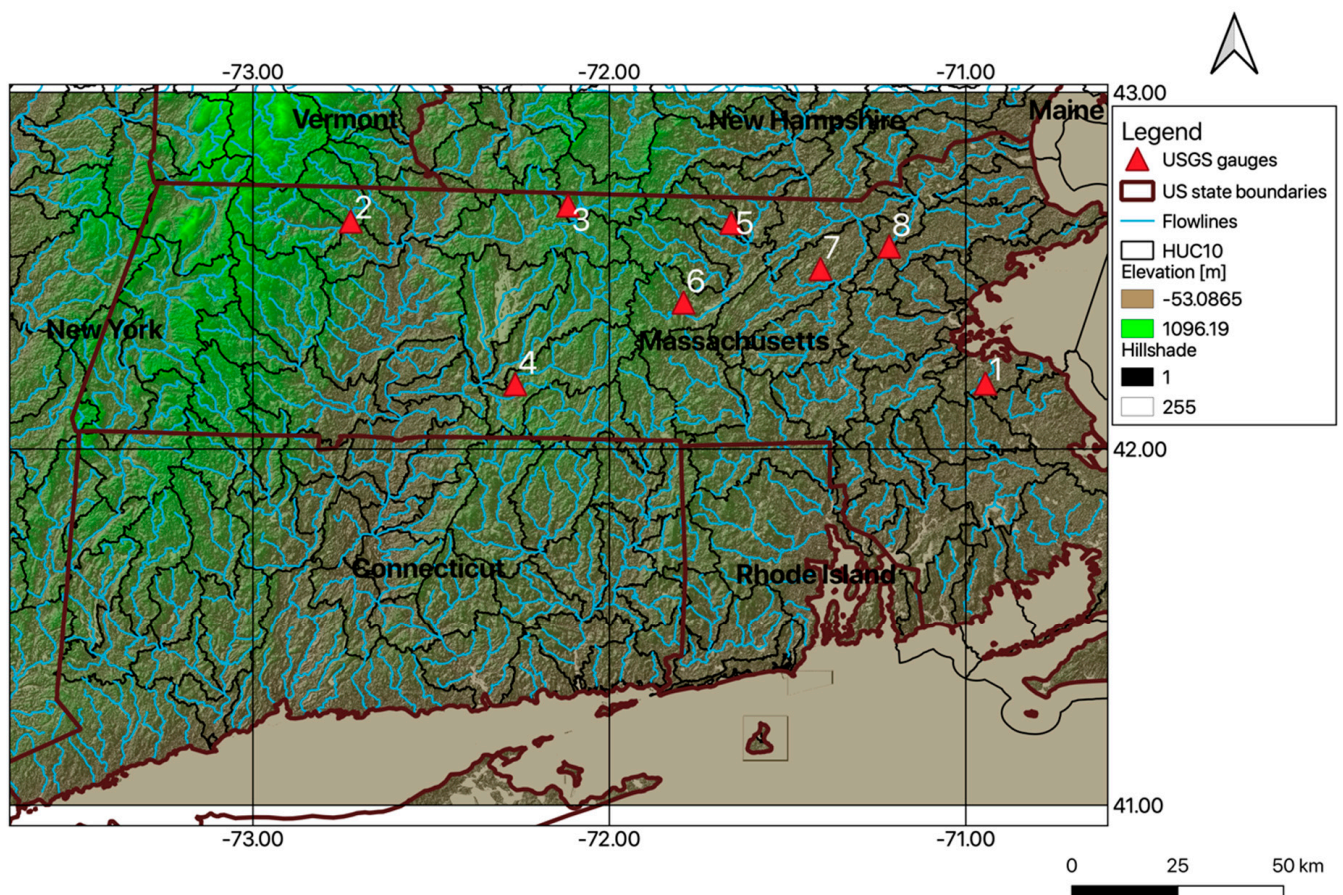 -73.00 -72.00 -71.00
43.00
Vermont
New Hampshire
Maine
Legend
USGS gauges
US state boundaries
Flowlines
HUC10
Elevation [m]
-53.0865
1096.19
Hillshade
1
255
2
3
5
8
7
6
New York
Massachusetts
4
1
42.00
Connecticut
Rhode Island
41.00
-73.00 -72.00 -71.00
0 25 50 km